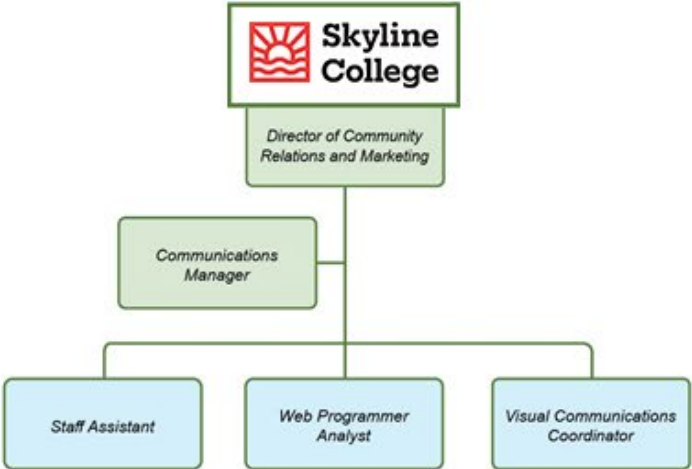 Skyline
College
Director of Community
Relations and Marketing
Communications
Manager
Staff Assistant
Web Programmer
Analyst
Visual Communications
Coordinator